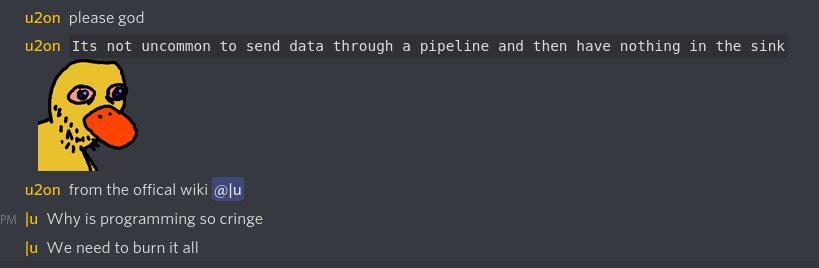 u2on please god
u2on Its not uncommon to send data through a pipeline and then have nothing in the sink
u2on from the offical wiki @|u
PM |u Why is programming so cringe
|u We need to burn it all